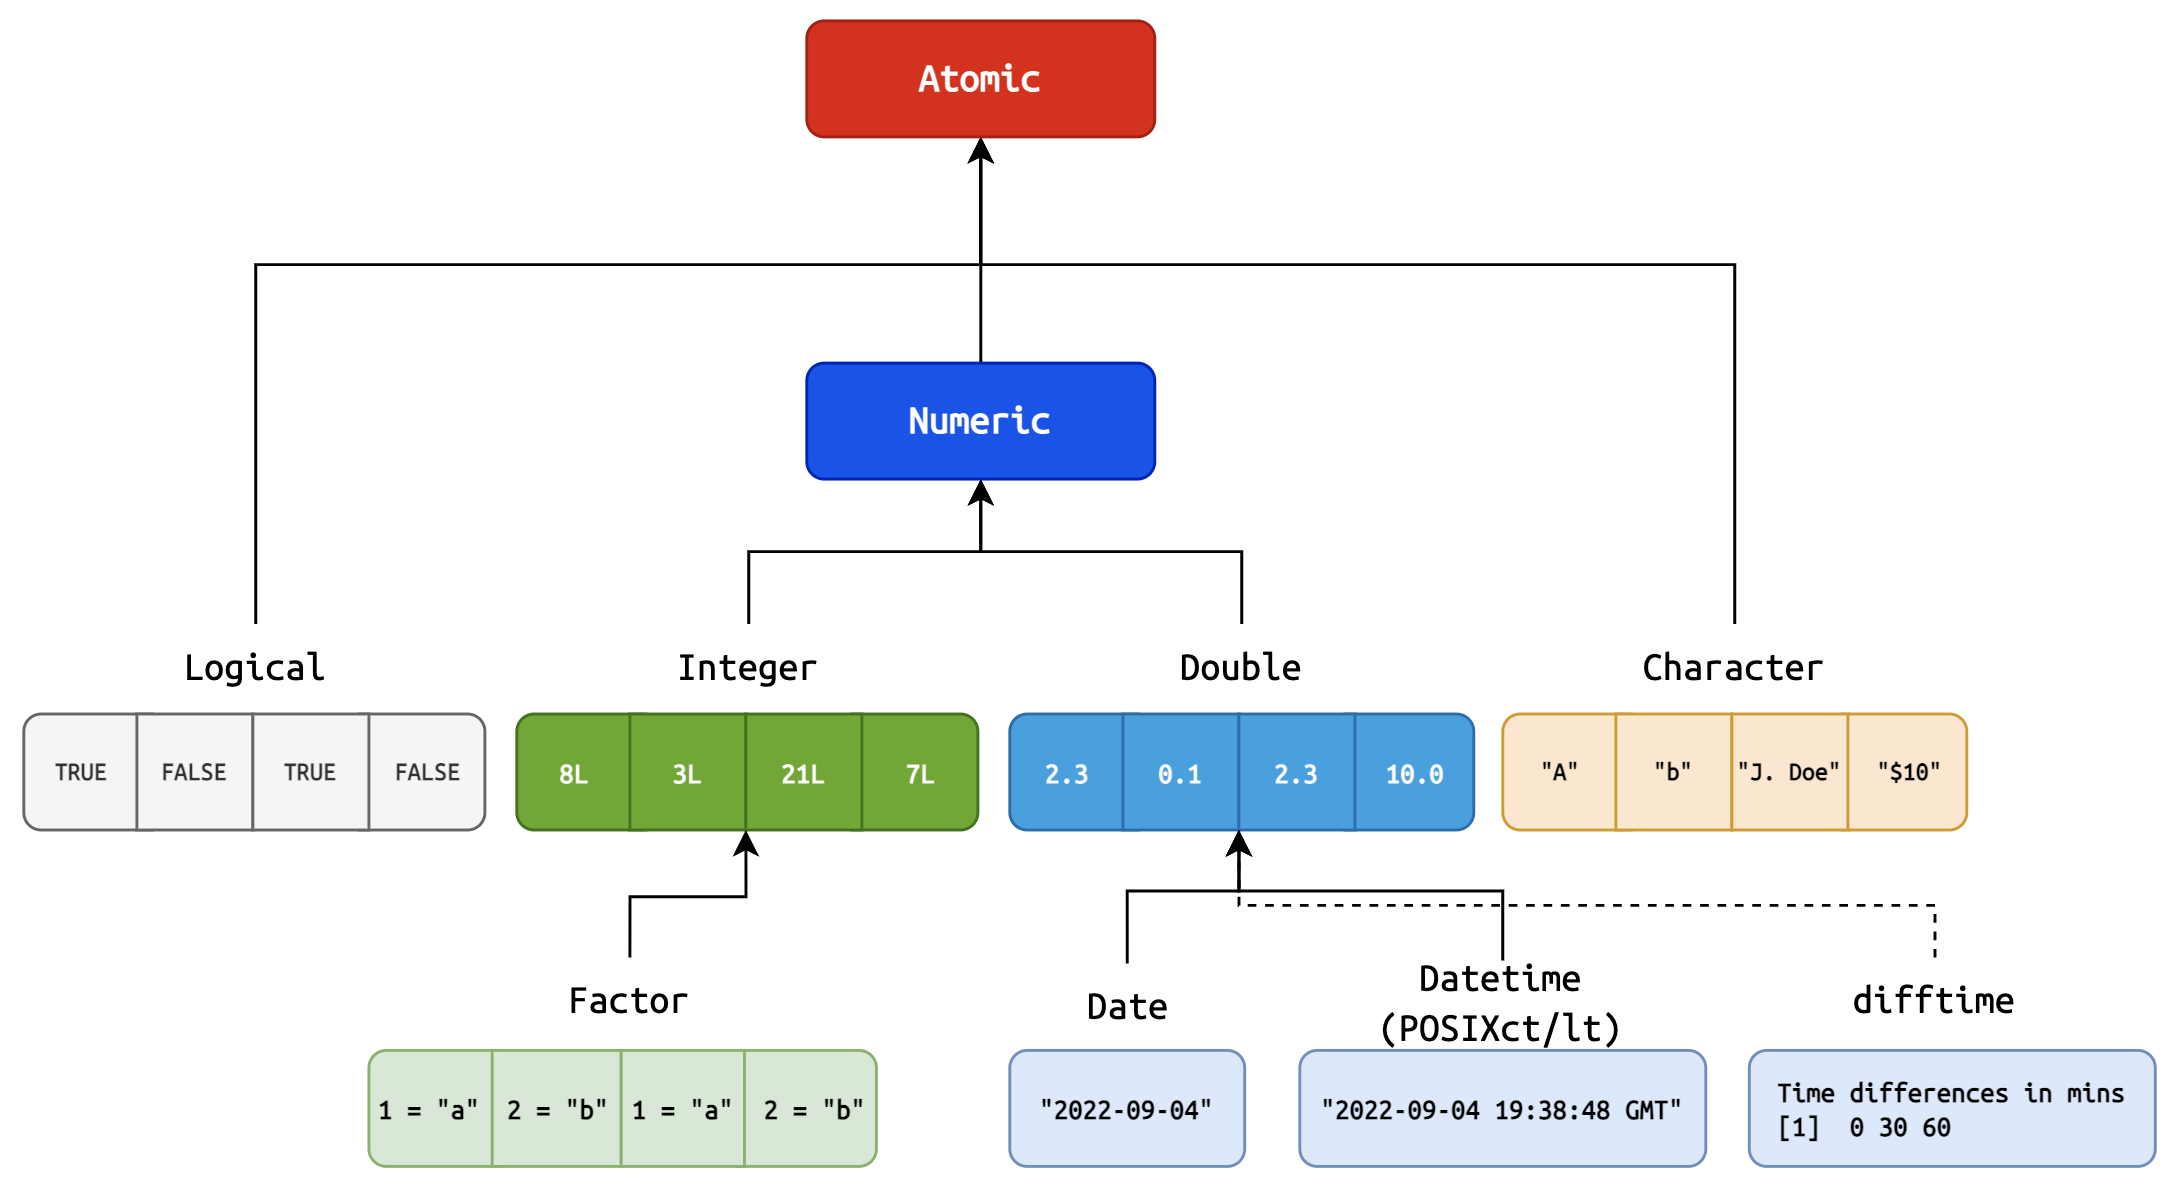 Atomic
Numeric
Logical
Integer
Double
Character
TRUE FALSE TRUE FALSE
8L 3L 21L 7L
2.3 0.1 2.3 10.0
"A" "b" "J. Doe" "$10"
Factor
Date
Datetime
(POSIXct/lt)
difftime
1 = "a" 2 = "b" 1 = "a" 2 = "b"
"2022-09-04"
"2022-09-04 19:38:48 GMT"
Time differences in mins
[1]  0 30 60